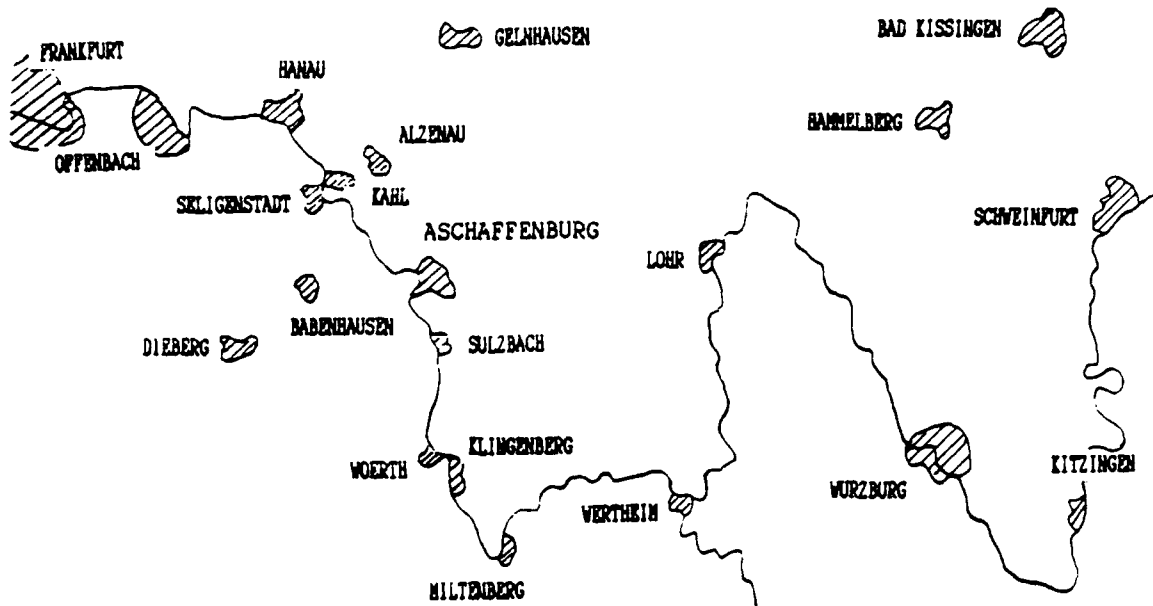 GELNHAUSEN
BAD KISSINGEN
FRANKFURT
HANAU
HAMMELBERG
ALZENAU
OFFENBACH
SELIGENSTADT
KAHL
SCHWEINFURT
ASCHAFFENBURG
LOHR
BABENHAUSEN
DIEBERG
SULZBACH
KLINGENBERG
WOERTH
KITZINGEN
WURZBURG
WERTHEIM
MILTENBERG